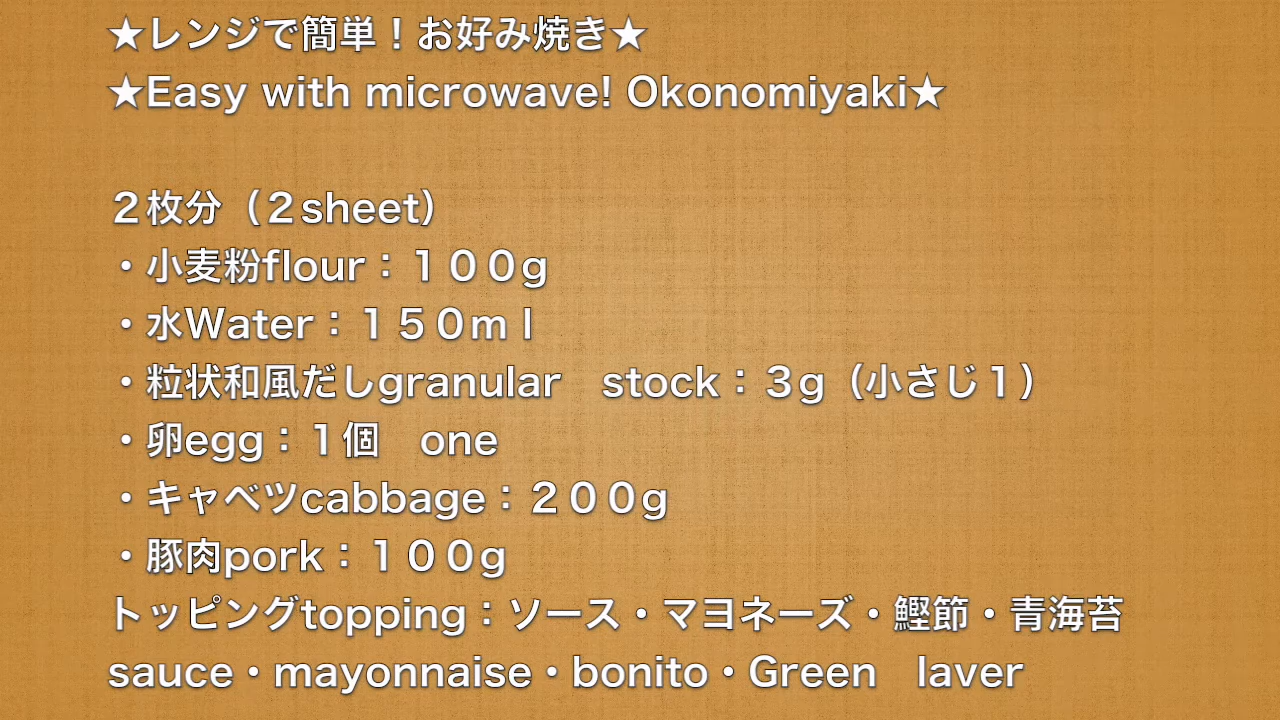 ★レンジで簡単！お好み焼き★
★Easy with microwave! Okonomiyaki★
２枚分（２sheet）
・小麦粉flour：１００g
・水Water：１５０ｍｌ
・粒状和風だしgranular　stock：３g（小さじ１）
・卵egg：１個　one
・キャベツcabbage：２００g
・豚肉pork：１００g
トッピングtopping：ソース・マヨネーズ・鰹節・青海苔
sauce・mayonnaise・bonito・Green　laver